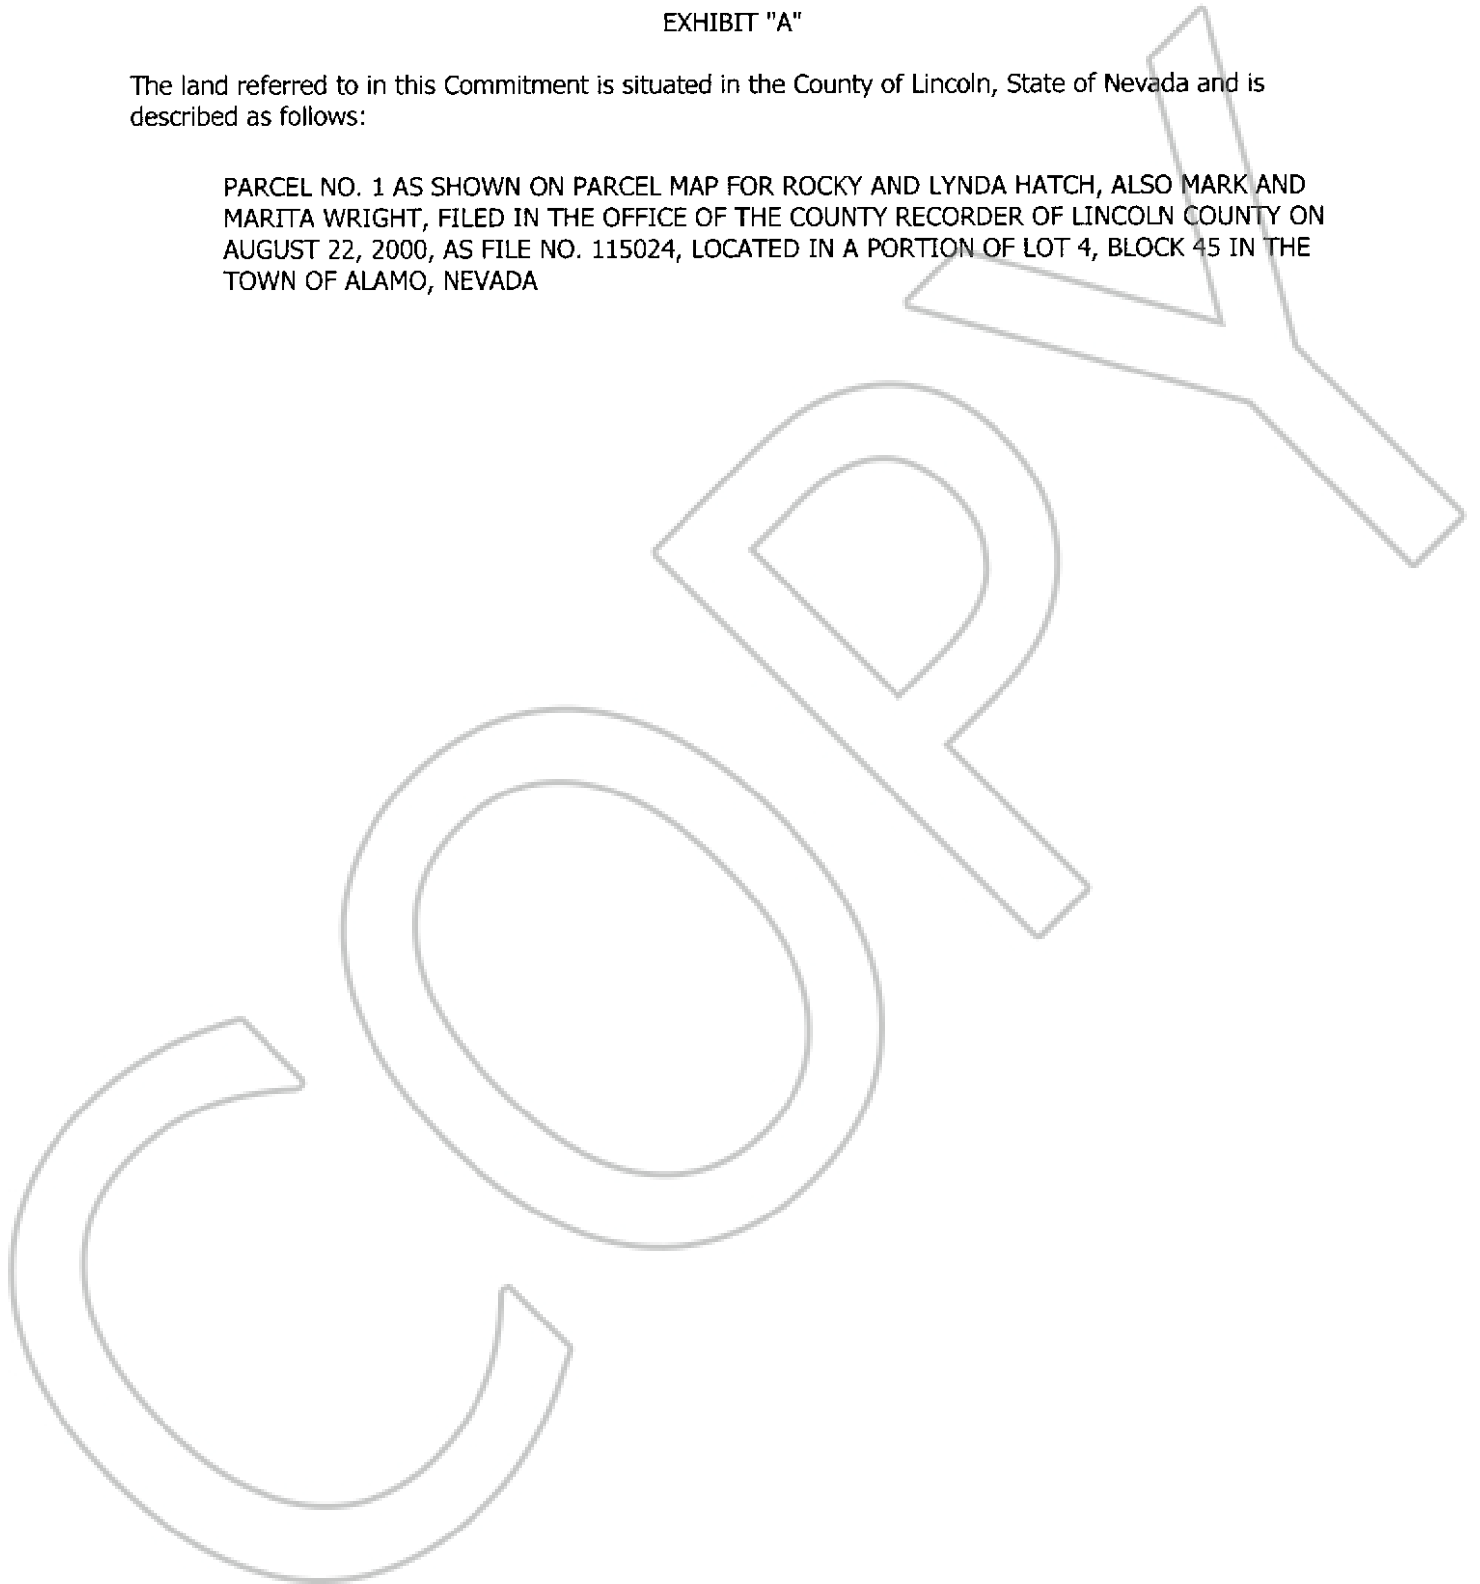 EXHIBIT "A"
The land referred to in this Commitment is situated in the County of Lincoln, State of Nevada and is
described as follows:
PARCEL NO. 1 AS SHOWN ON PARCEL MAP FOR ROCKY AND LYNDA HATCH, ALSO MARK AND
MARITA WRIGHT, FILED IN THE OFFICE OF THE COUNTY RECORDER OF LINCOLN COUNTY ON
AUGUST 22, 2000, AS FILE NO. 115024, LOCATED IN A PORTION OF LOT 4, BLOCK 45 IN THE
TOWN OF ALAMO, NEVADA
COPY